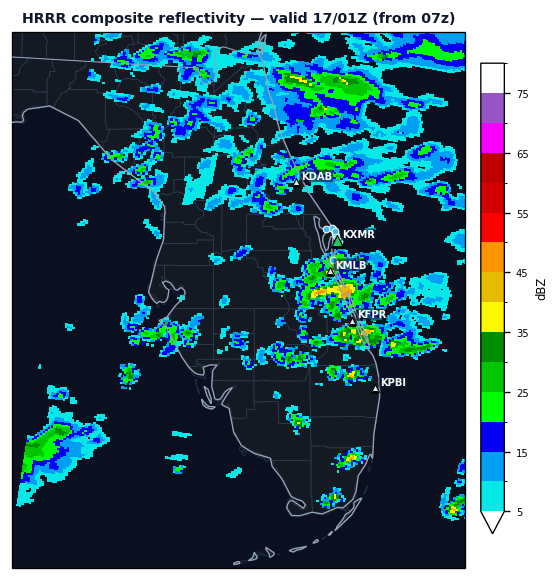 HRRR composite reflectivity — valid 17/01Z (from 07z)
KDAB
KXMR
KMLB
KFPR
KPBI
75
65
55
45
35
25
15
5
dBZ